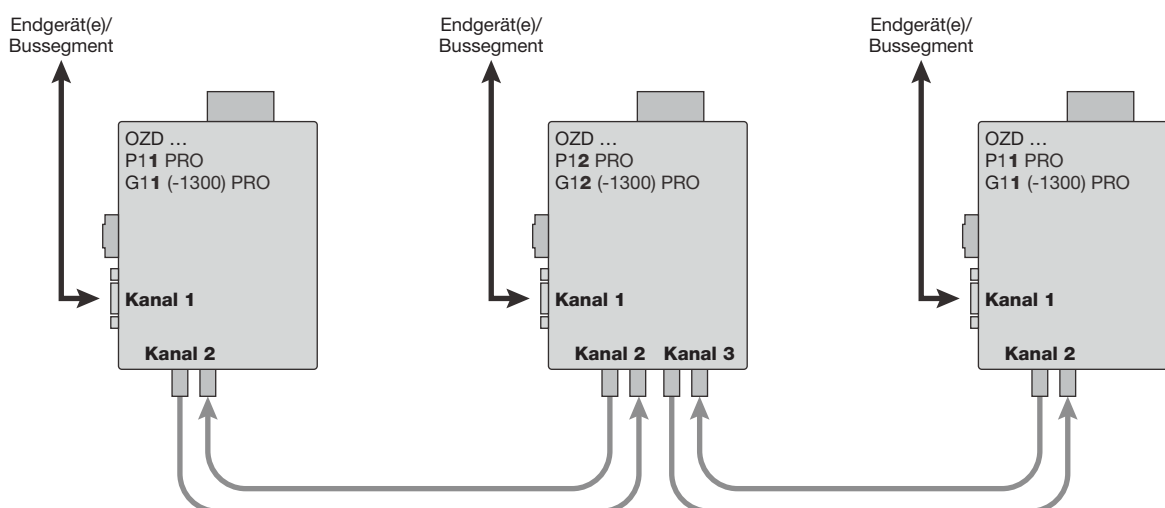 Endgerät(e)/
Bussegment
Endgerät(e)/
Bussegment
Endgerät(e)/
Bussegment
OZD ...
P11 PRO
G11 (-1300) PRO
Kanal 1
Kanal 2
OZD ...
P12 PRO
G12 (-1300) PRO
Kanal 1
Kanal 2 Kanal 3
OZD ...
P11 PRO
G11 (-1300) PRO
Kanal 1
Kanal 2